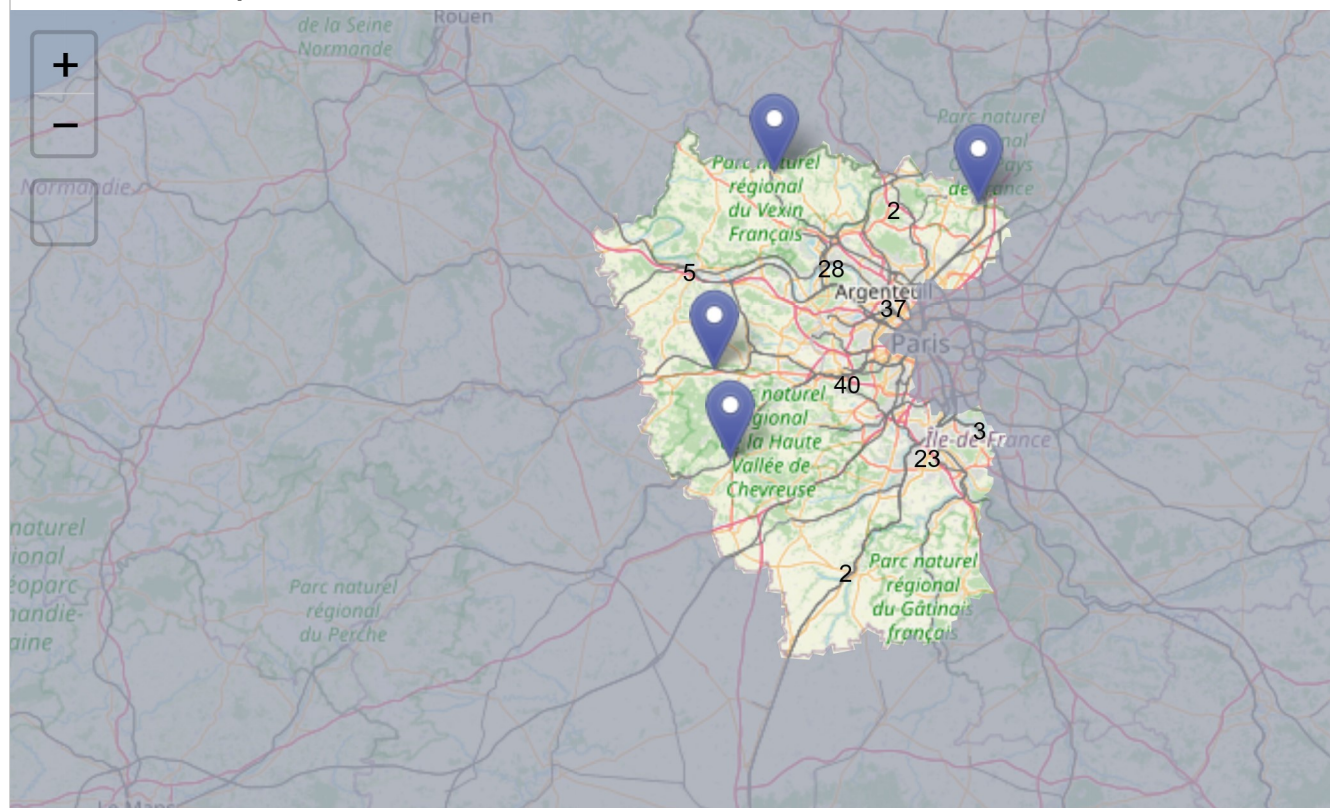 Rouen
de la Seine
Normande
+
−
Normandie
Parc naturel
Parc naturel
régional
du Vexin
Français
de France
2
5
28
Argenteuil
37
Paris
40
naturel
la Haute
Vallée de
Chevreuse
3
Île-de-France
23
naturel
2
Parc naturel
régional
du Gâtinais
français
Parc naturel
régional
du Perche
Le Mans